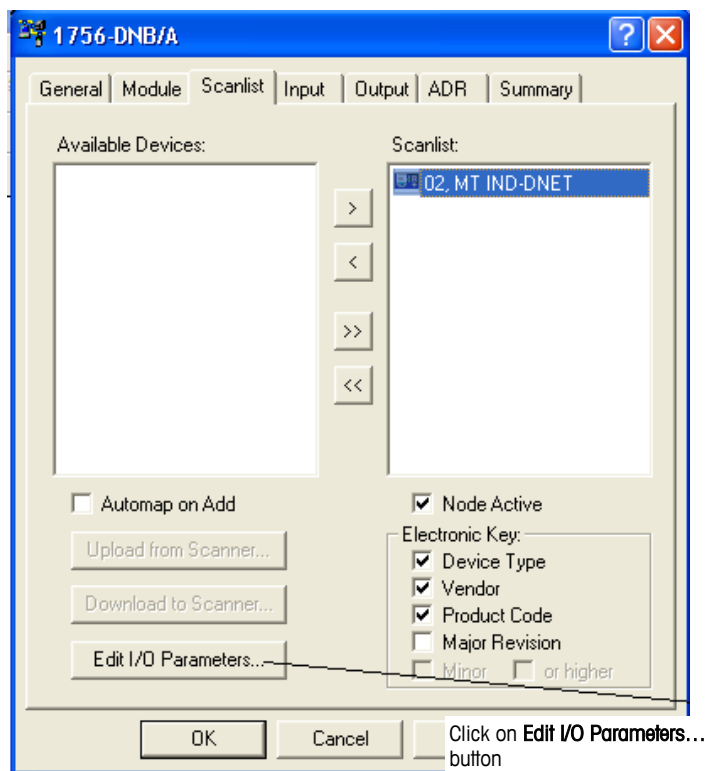 1756-DNB/A
General Module Scanlist Input Output ADR Summary
Available Devices:
Scanlist:
02, MT IND-DNET
>
<
>>
<<
Automap on Add
Node Active
Upload from Scanner...
Download to Scanner...
Edit I/O Parameters...
Electronic Key:
Device Type
Vendor
Product Code
Major Revision
Minor or higher
OK Cancel
Click on Edit I/O Parameters...
button